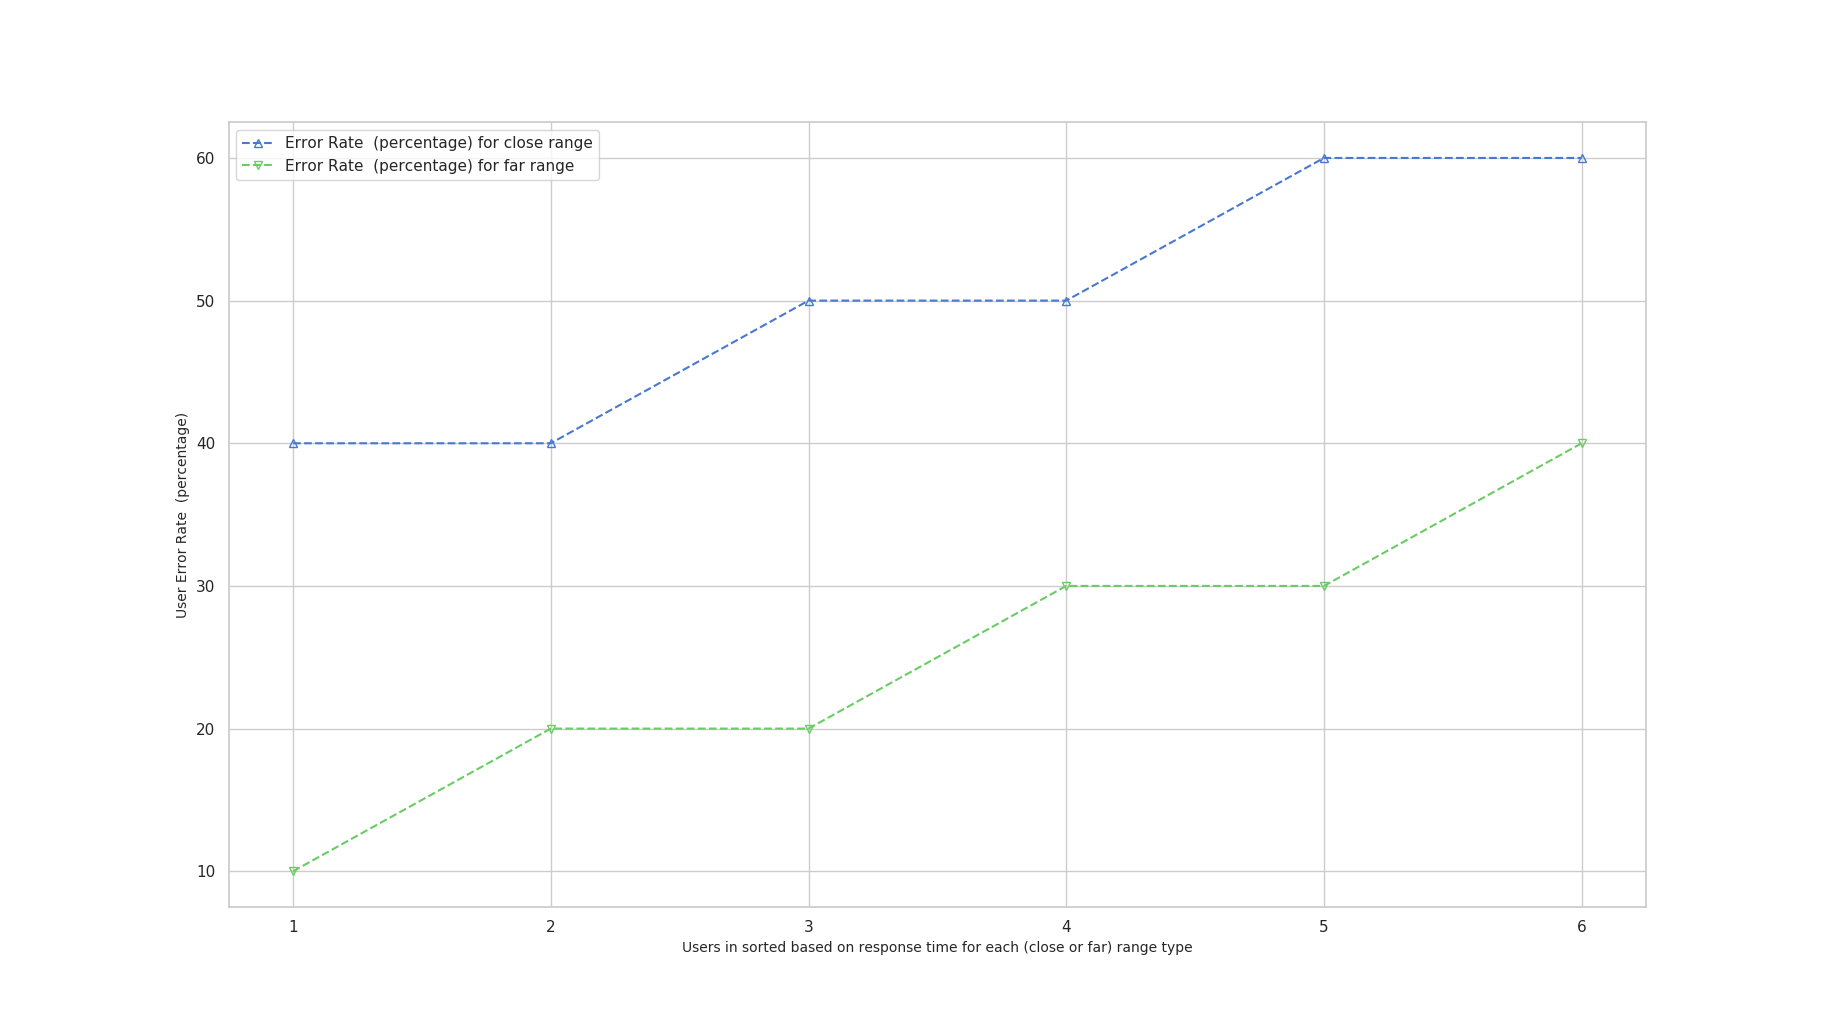 Error Rate  (percentage) for close range
Error Rate  (percentage) for far range
60
50
40
30
20
10
User Error Rate  (percentage)
1 2 3 4 5 6
Users in sorted based on response time for each (close or far) range type